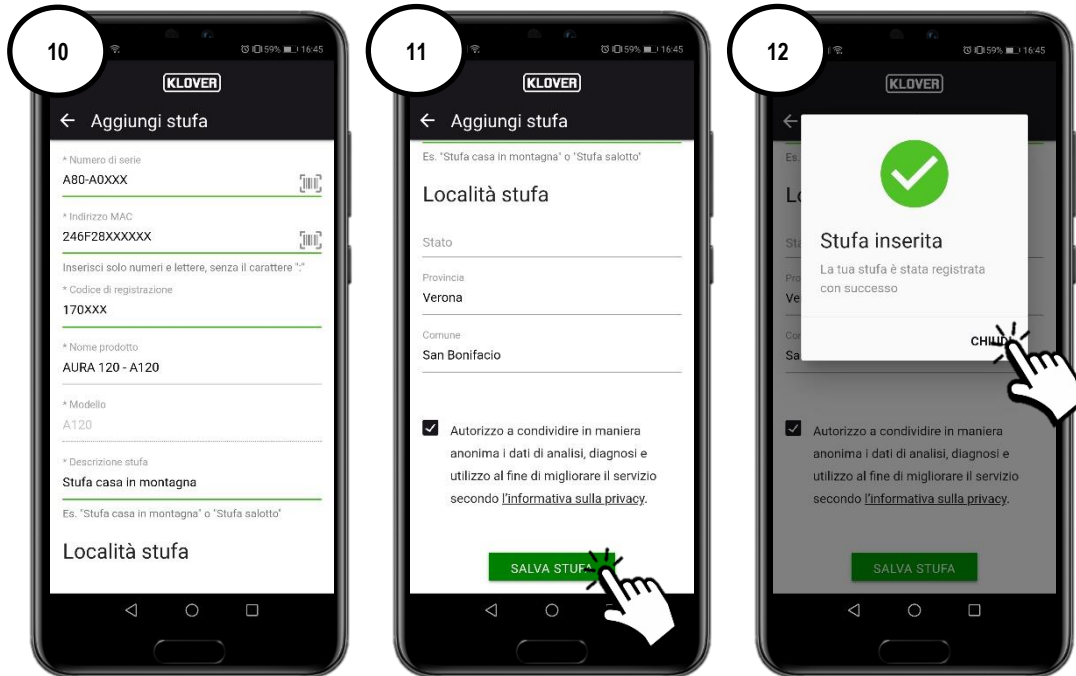 10
59% 16:45
KLOVER
Aggiungi stufa
* Numero di serie
A80-A0XXX
* Indirizzo MAC
246F28XXXXXX
Inserisci solo numeri e lettere, senza il carattere ":"
* Codice di registrazione
170XXX
* Nome prodotto
AURA 120 - A120
* Modello
A120
* Descrizione stufa
Stufa casa in montagna
Es. "Stufa casa in montagna" o "Stufa salotto"
Località stufa
11
59% 16:45
KLOVER
Aggiungi stufa
Es. "Stufa casa in montagna" o "Stufa salotto"
Località stufa
Stato
Provincia
Verona
Comune
San Bonifacio
Autorizzo a condividere in maniera
anonima i dati di analisi, diagnosi e
utilizzo al fine di migliorare il servizio
secondo l'informativa sulla privacy.
SALVA STUFA
12
59% 16:45
KLOVER
Es.
Stufa inserita
La tua stufa è stata registrata
con successo
CHIUDI
Autorizzo a condividere in maniera
anonima i dati di analisi, diagnosi e
utilizzo al fine di migliorare il servizio
secondo l'informativa sulla privacy.
SALVA STUFA